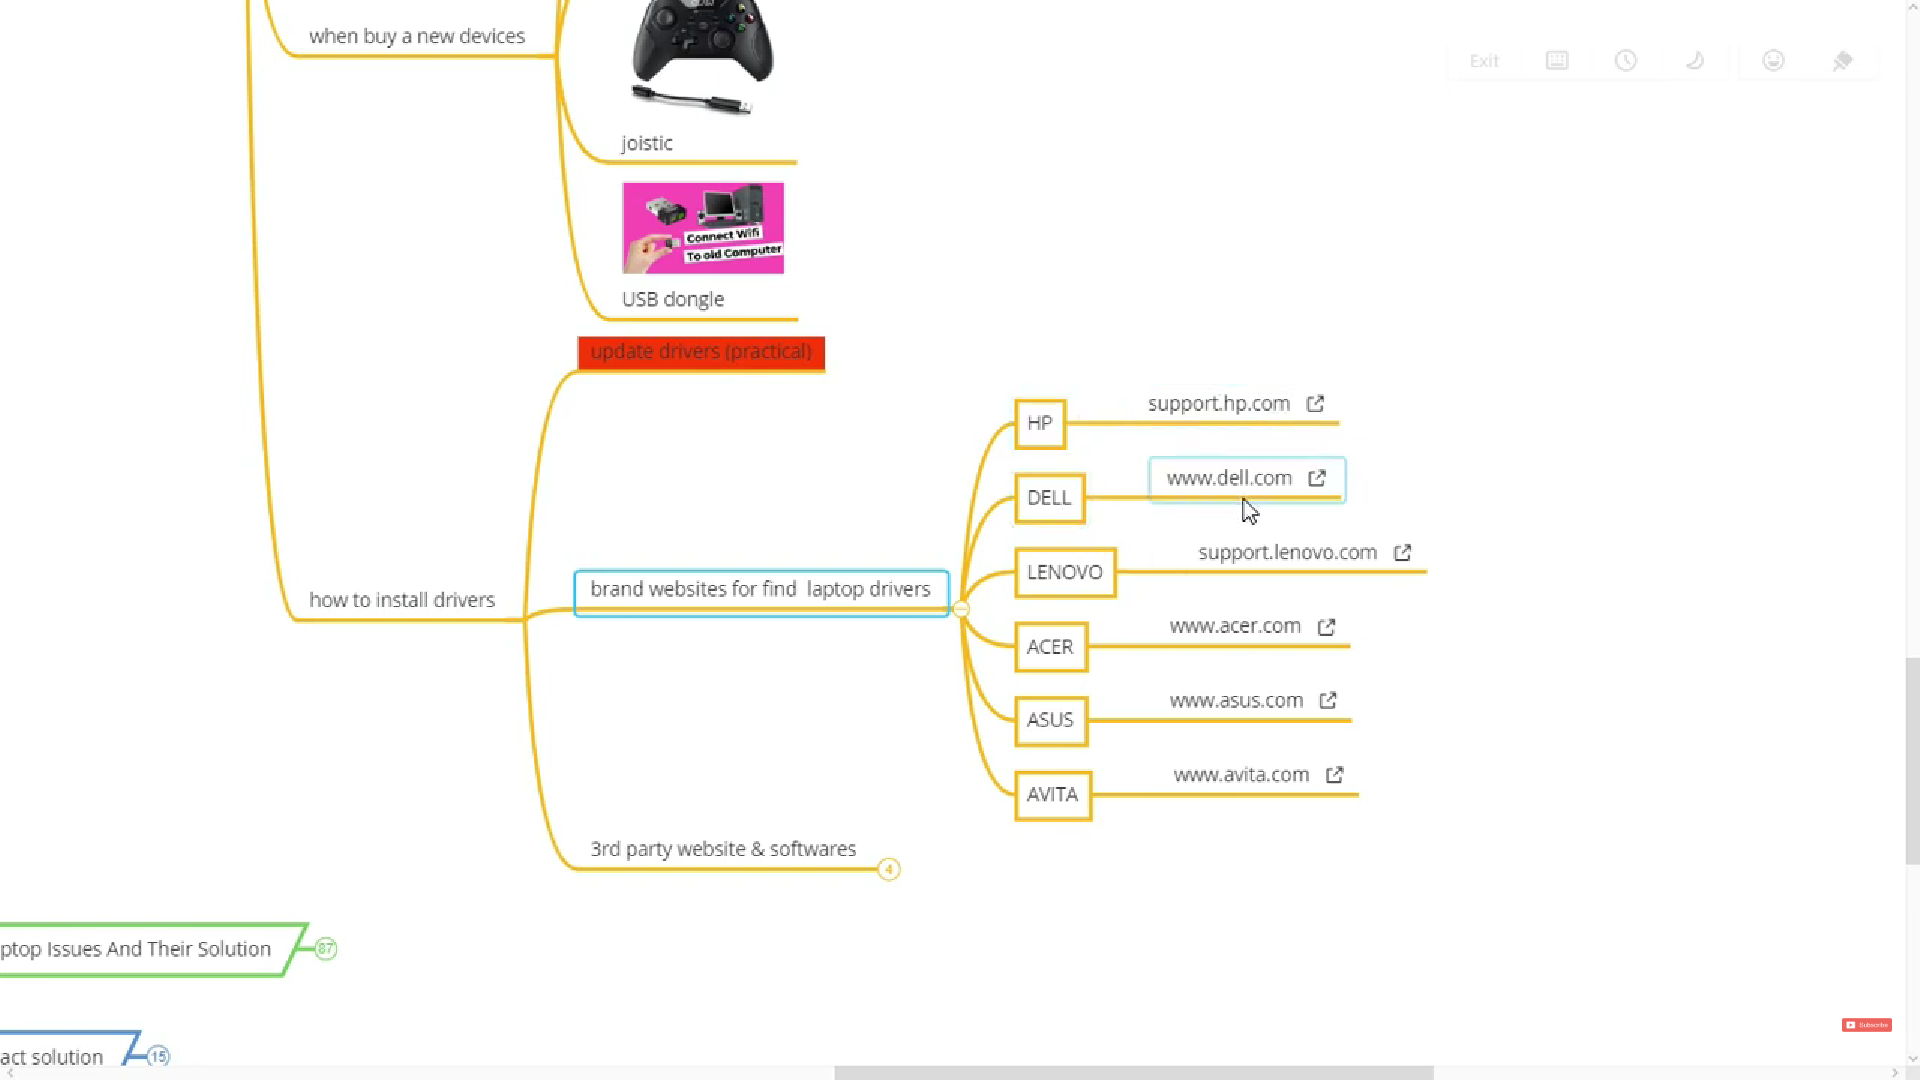 when buy a new devices
Exit
joistic
Connect Wifi
To old Computer
USB dongle
update drivers (practical)
HP
support.hp.com
DELL
www.dell.com
LENOVO
support.lenovo.com
how to install drivers
brand websites for find  laptop drivers
ACER
www.acer.com
ASUS
www.asus.com
AVITA
www.avita.com
3rd party website & softwares
4
ptop Issues And Their Solution
87
Subscribe
act solution
15